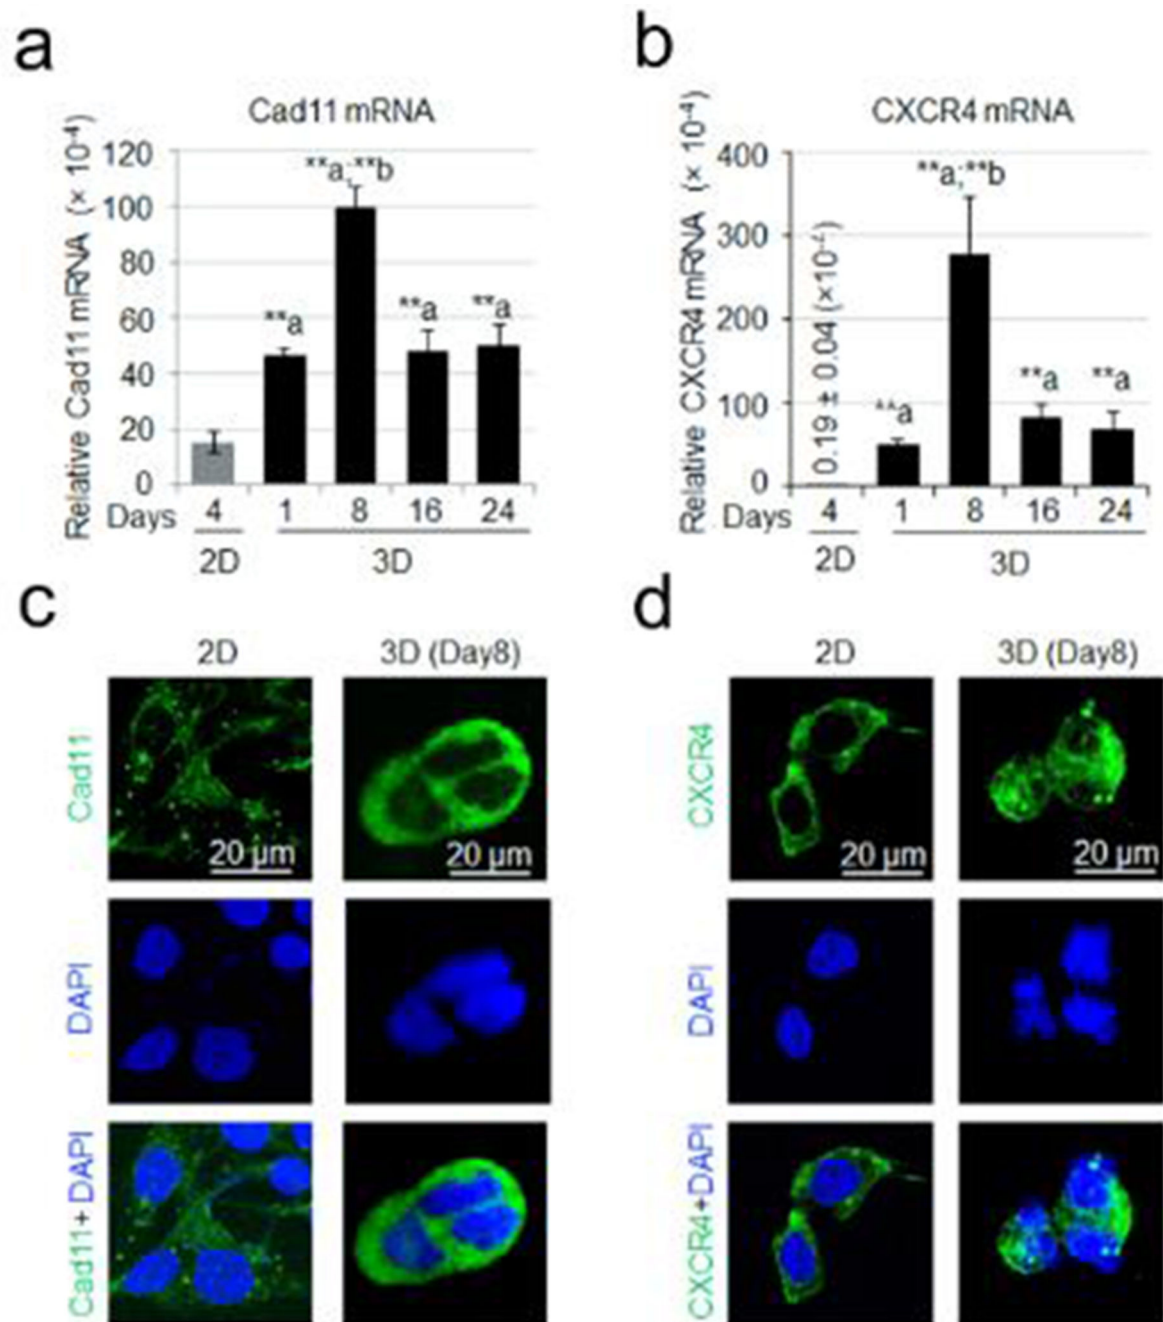 a
Cad11 mRNA
Relative Cad11 mRNA (× 10-4)
120
100
80
60
40
20
0
**a;**b
**a
**a
**a
Days 4 1 8 16 24
2D 3D
b
CXCR4 mRNA
Relative CXCR4 mRNA (× 10-4)
400
300
200
100
0
0.19 ± 0.04 (×10-4)
**a;**b
**a
**a
**a
Days 4 1 8 16 24
2D 3D
c
2D 3D (Day8)
Cad11
20 µm 20 µm
DAPI
Cad11+ DAPI
d
2D 3D (Day8)
CXCR4
20 µm 20 µm
DAPI
CXCR4+DAPI